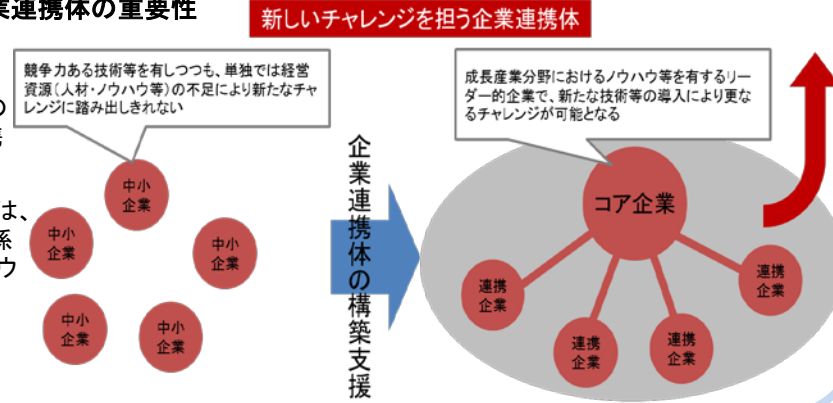 業連携体の重要性
新しいチャレンジを担う企業連携体
競争力ある技術等を有しつつも、単独では経営
資源(人材・ノウハウ等)の不足により新たなチャ
レンジに踏み出しきれない
成長産業分野におけるノウハウ等を有するリー
ダー的企業で、新たな技術等の導入により更な
るチャレンジが可能となる
の
は、
係
ウ
中小
企業
中小
企業
中小
企業
中小
企業
中小
企業
企業連携体の構築支援
コア企業
連携
企業
連携
企業
連携
企業
連携
企業